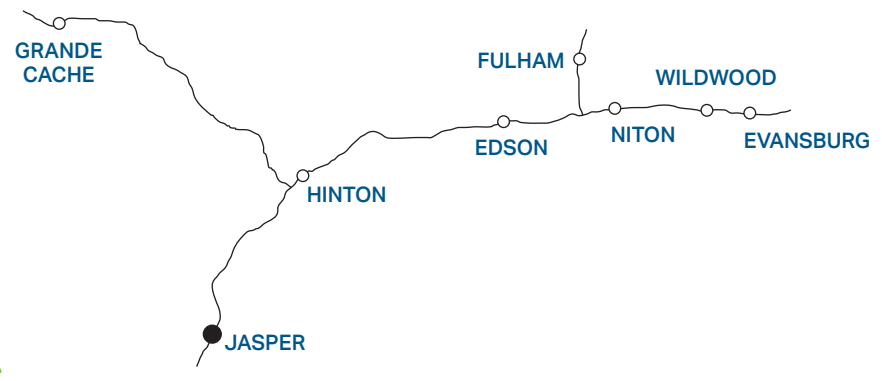 GRANDE
CACHE
FULHAM
WILDWOOD
EDSON
NITON
EVANSBURG
HINTON
JASPER